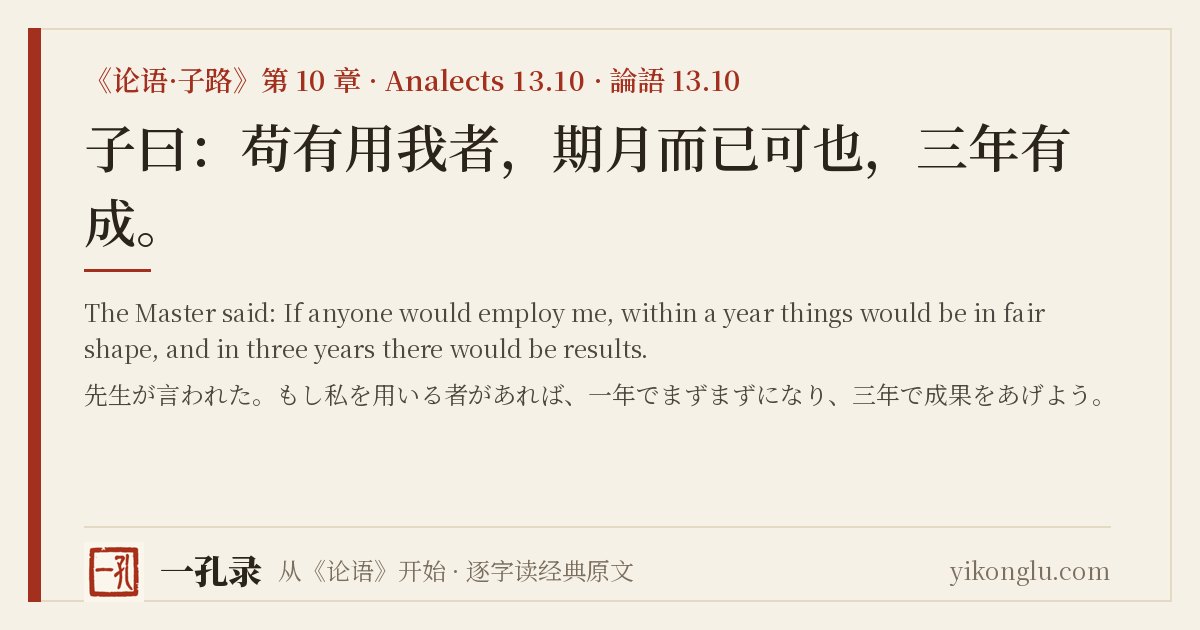 《论语·子路》第 10 章 · Analects 13.10 · 論語 13.10
子曰：苟有用我者，期月而已可也，三年有
成。
The Master said: If anyone would employ me, within a year things would be in fair
shape, and in three years there would be results.
先生が言われた。もし私を用いる者があれば、一年でまずまずになり、三年で成果をあげよう。
一孔
一孔录 从《论语》开始 · 逐字读经典原文 yikonglu.com